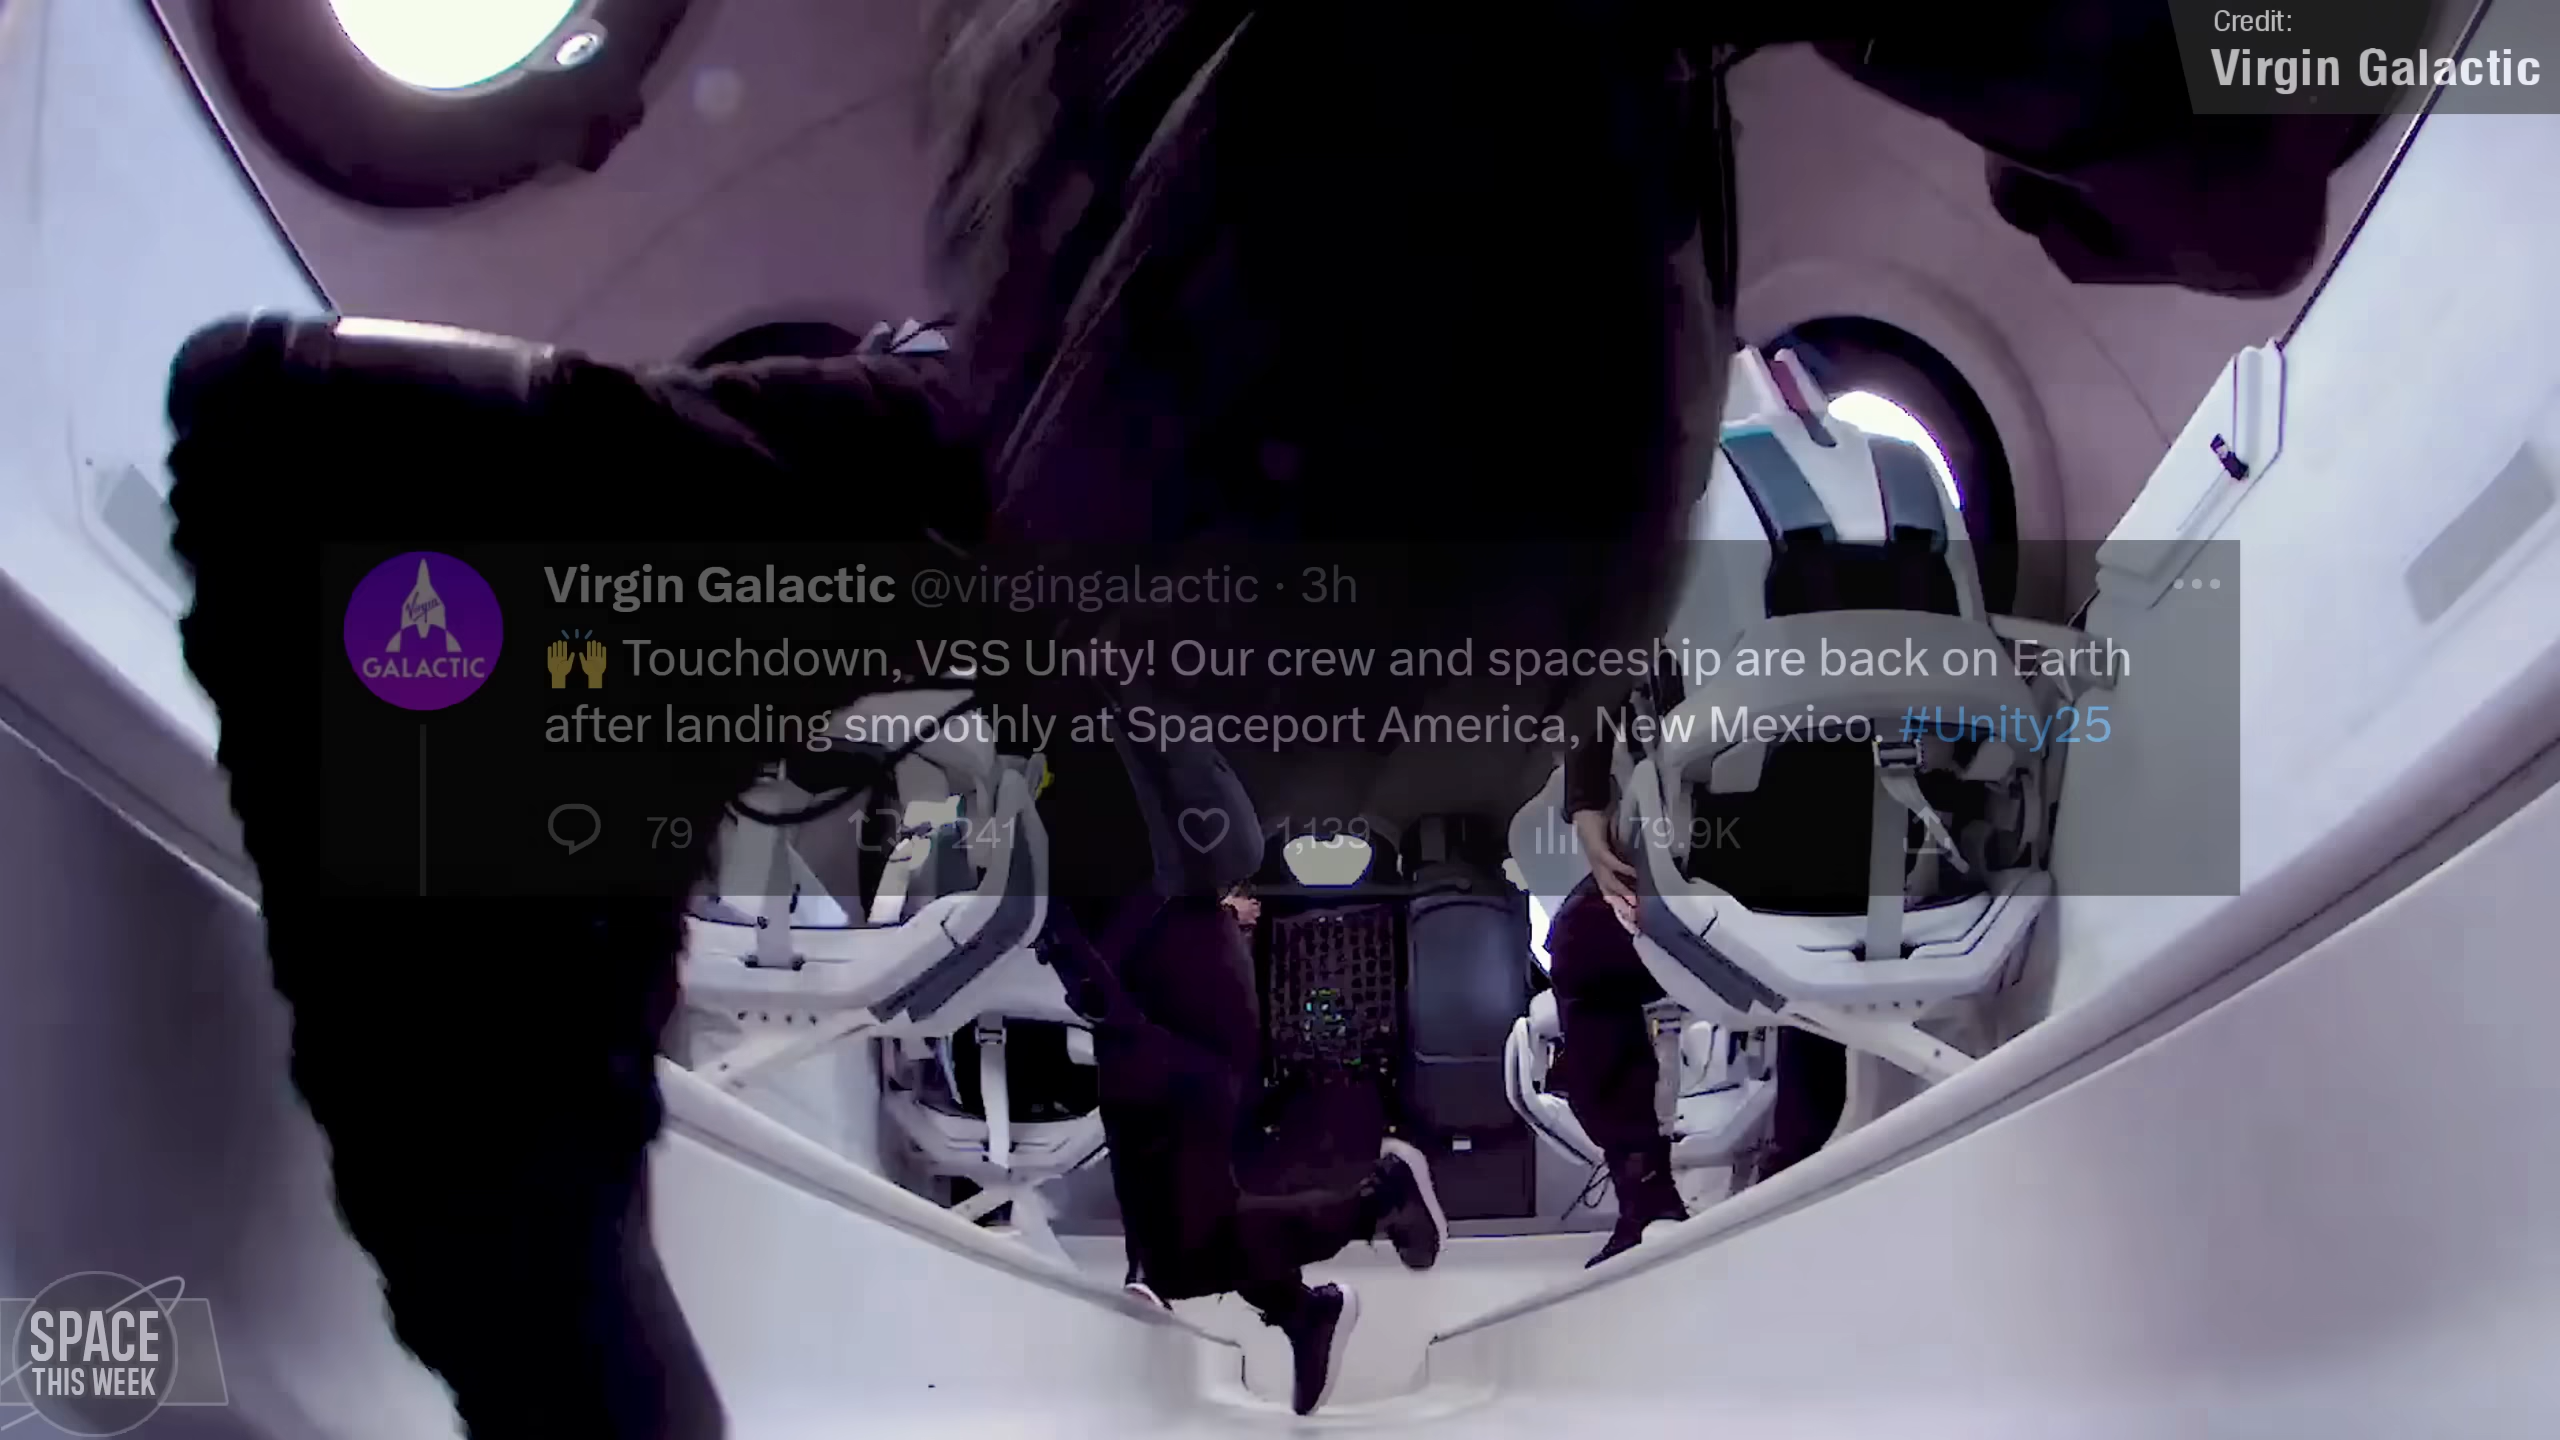 Credit:
Virgin Galactic
Virgin Galactic @virgingalactic · 3h
🙌 Touchdown, VSS Unity! Our crew and spaceship are back on Earth
after landing smoothly at Spaceport America, New Mexico. #Unity25
79 241 1,139 79.9K
Virgin
GALACTIC
SPACE
THIS WEEK